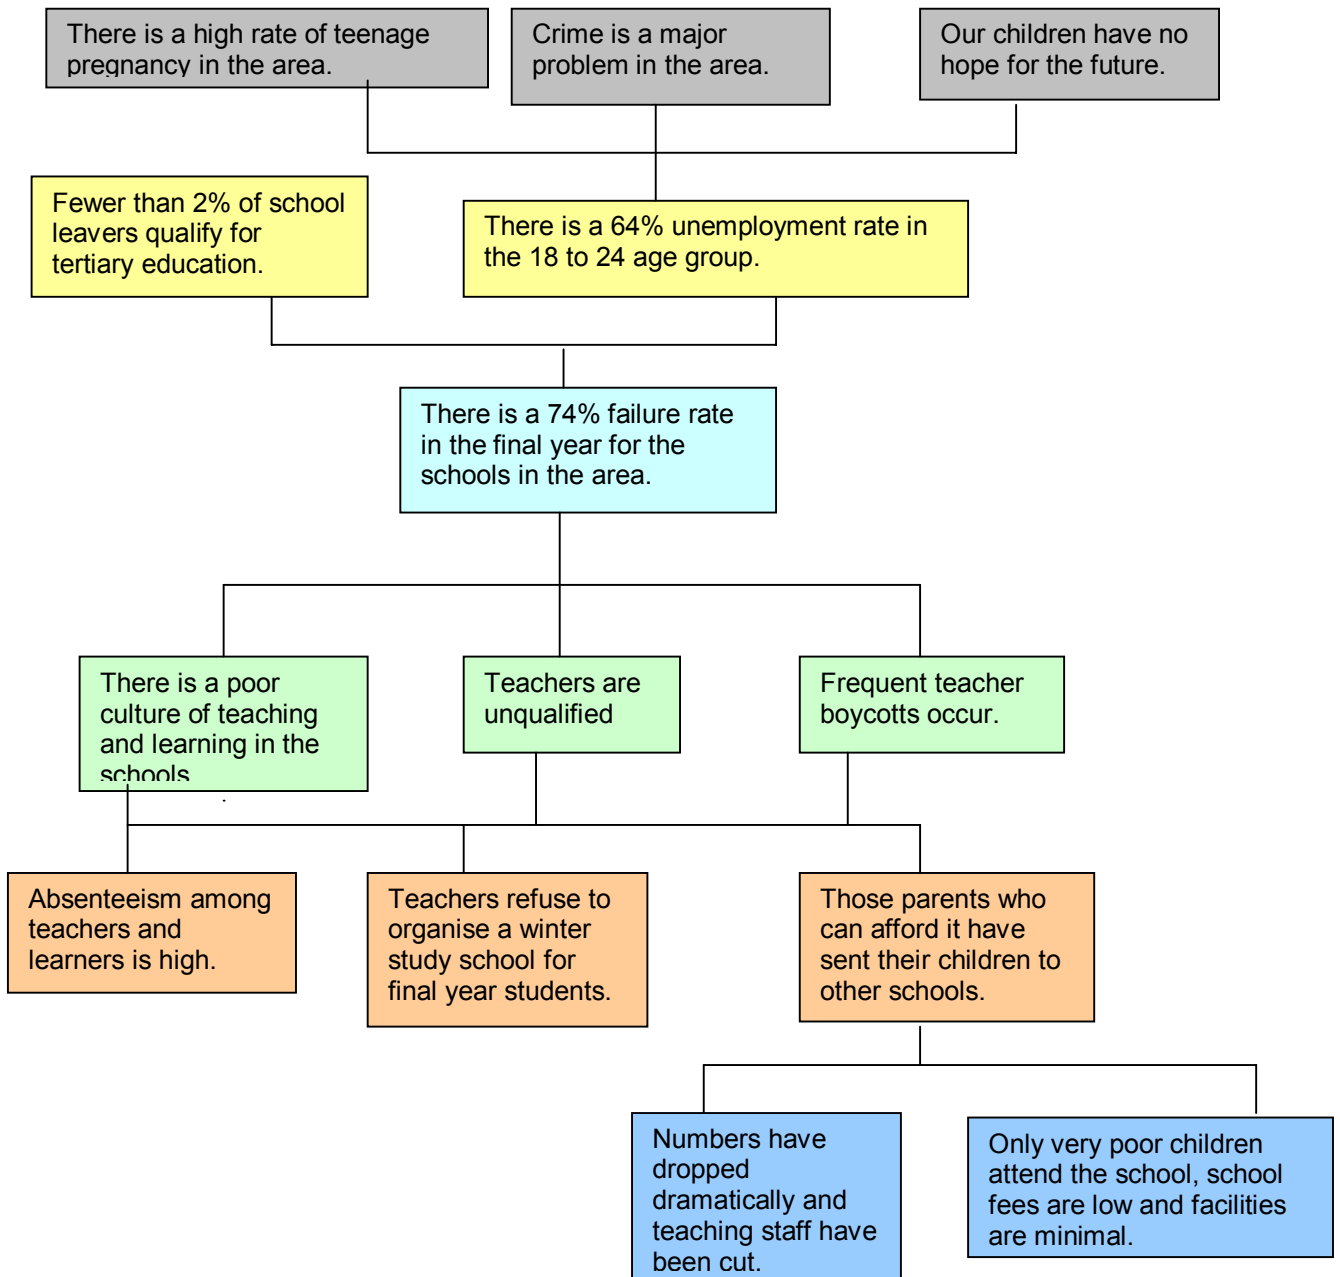 There is a high rate of teenage
pregnancy in the area.
Crime is a major
problem in the area.
Our children have no
hope for the future.
Fewer than 2% of school
leavers qualify for
tertiary education.
There is a 64% unemployment rate in
the 18 to 24 age group.
There is a 74% failure rate
in the final year for the
schools in the area.
There is a poor
culture of teaching
and learning in the
schools
.
Teachers are
unqualified
Frequent teacher
boycotts occur.
Absenteeism among
teachers and
learners is high.
Teachers refuse to
organise a winter
study school for
final year students.
Those parents who
can afford it have
sent their children to
other schools.
Numbers have
dropped
dramatically and
teaching staff have
been cut.
Only very poor children
attend the school, school
fees are low and facilities
are minimal.